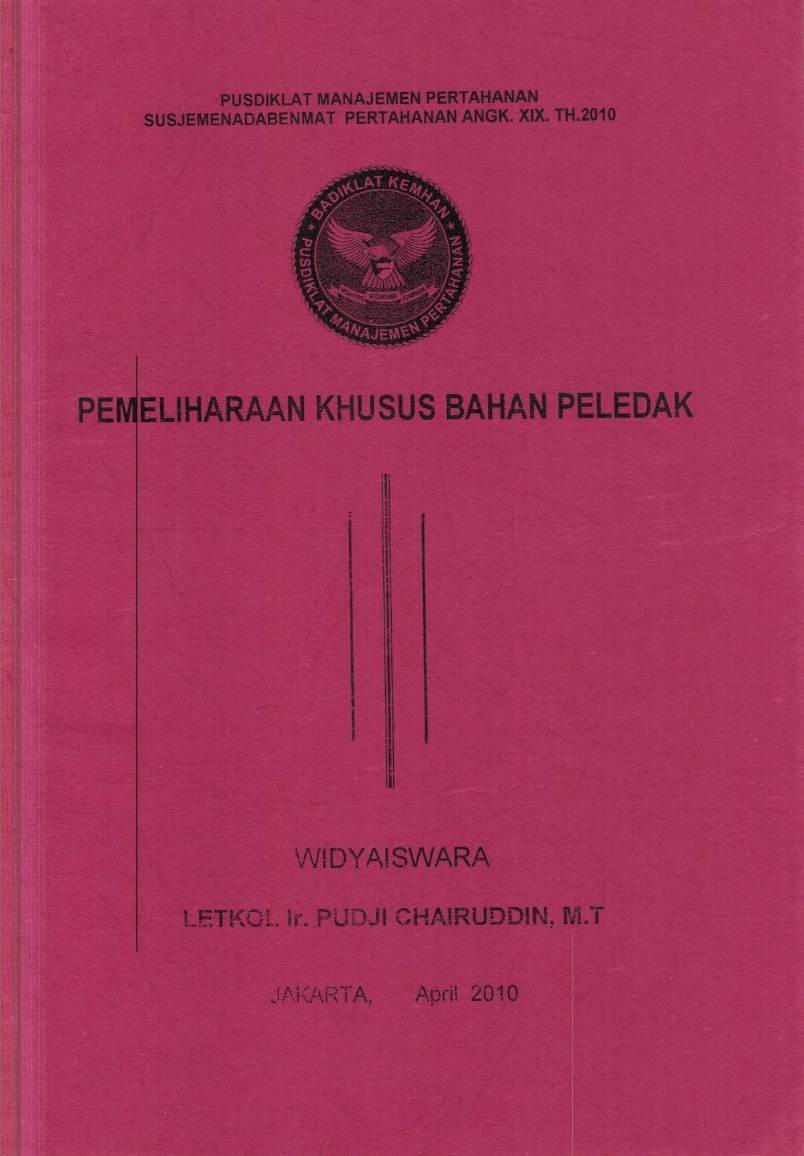 PUSDIKLAT MANAJEMEN PERTAHANAN
SUSJEMENADABENMAT PERTAHANAN ANGK. XIX. TH.2010
BADIKLAT KEMHAN
PUSDIKLAT MANAJEMEN PERTAHANAN
PEMELIHARAAN KHUSUS BAHAN PELEDAK
WIDYAISWARA
LETKOL Ir. PUDJI CHAIRUDDIN, M.T
JAKARTA, April 2010